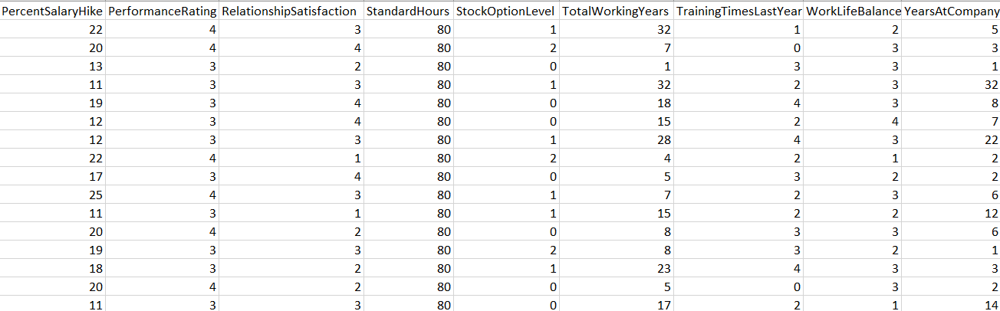 PercentSalaryHike PerformanceRating RelationshipSatisfaction StandardHours StockOptionLevel TotalWorkingYears TrainingTimesLastYear WorkLifeBalance YearsAtCompany
22 4 3 80 1 32 1 2 5
20 4 4 80 2 7 0 3 3
13 3 2 80 0 1 3 3 1
11 3 3 80 1 32 2 3 32
19 3 4 80 0 18 4 3 8
12 3 4 80 0 15 2 4 7
12 3 3 80 1 28 4 3 22
22 4 1 80 2 4 2 1 2
17 3 4 80 0 5 3 2 2
25 4 3 80 1 7 2 3 6
11 3 1 80 1 15 2 2 12
20 4 2 80 0 8 3 3 6
19 3 3 80 2 8 3 2 1
18 3 2 80 1 23 4 3 3
20 4 2 80 0 5 0 3 2
11 3 3 80 0 17 2 1 14